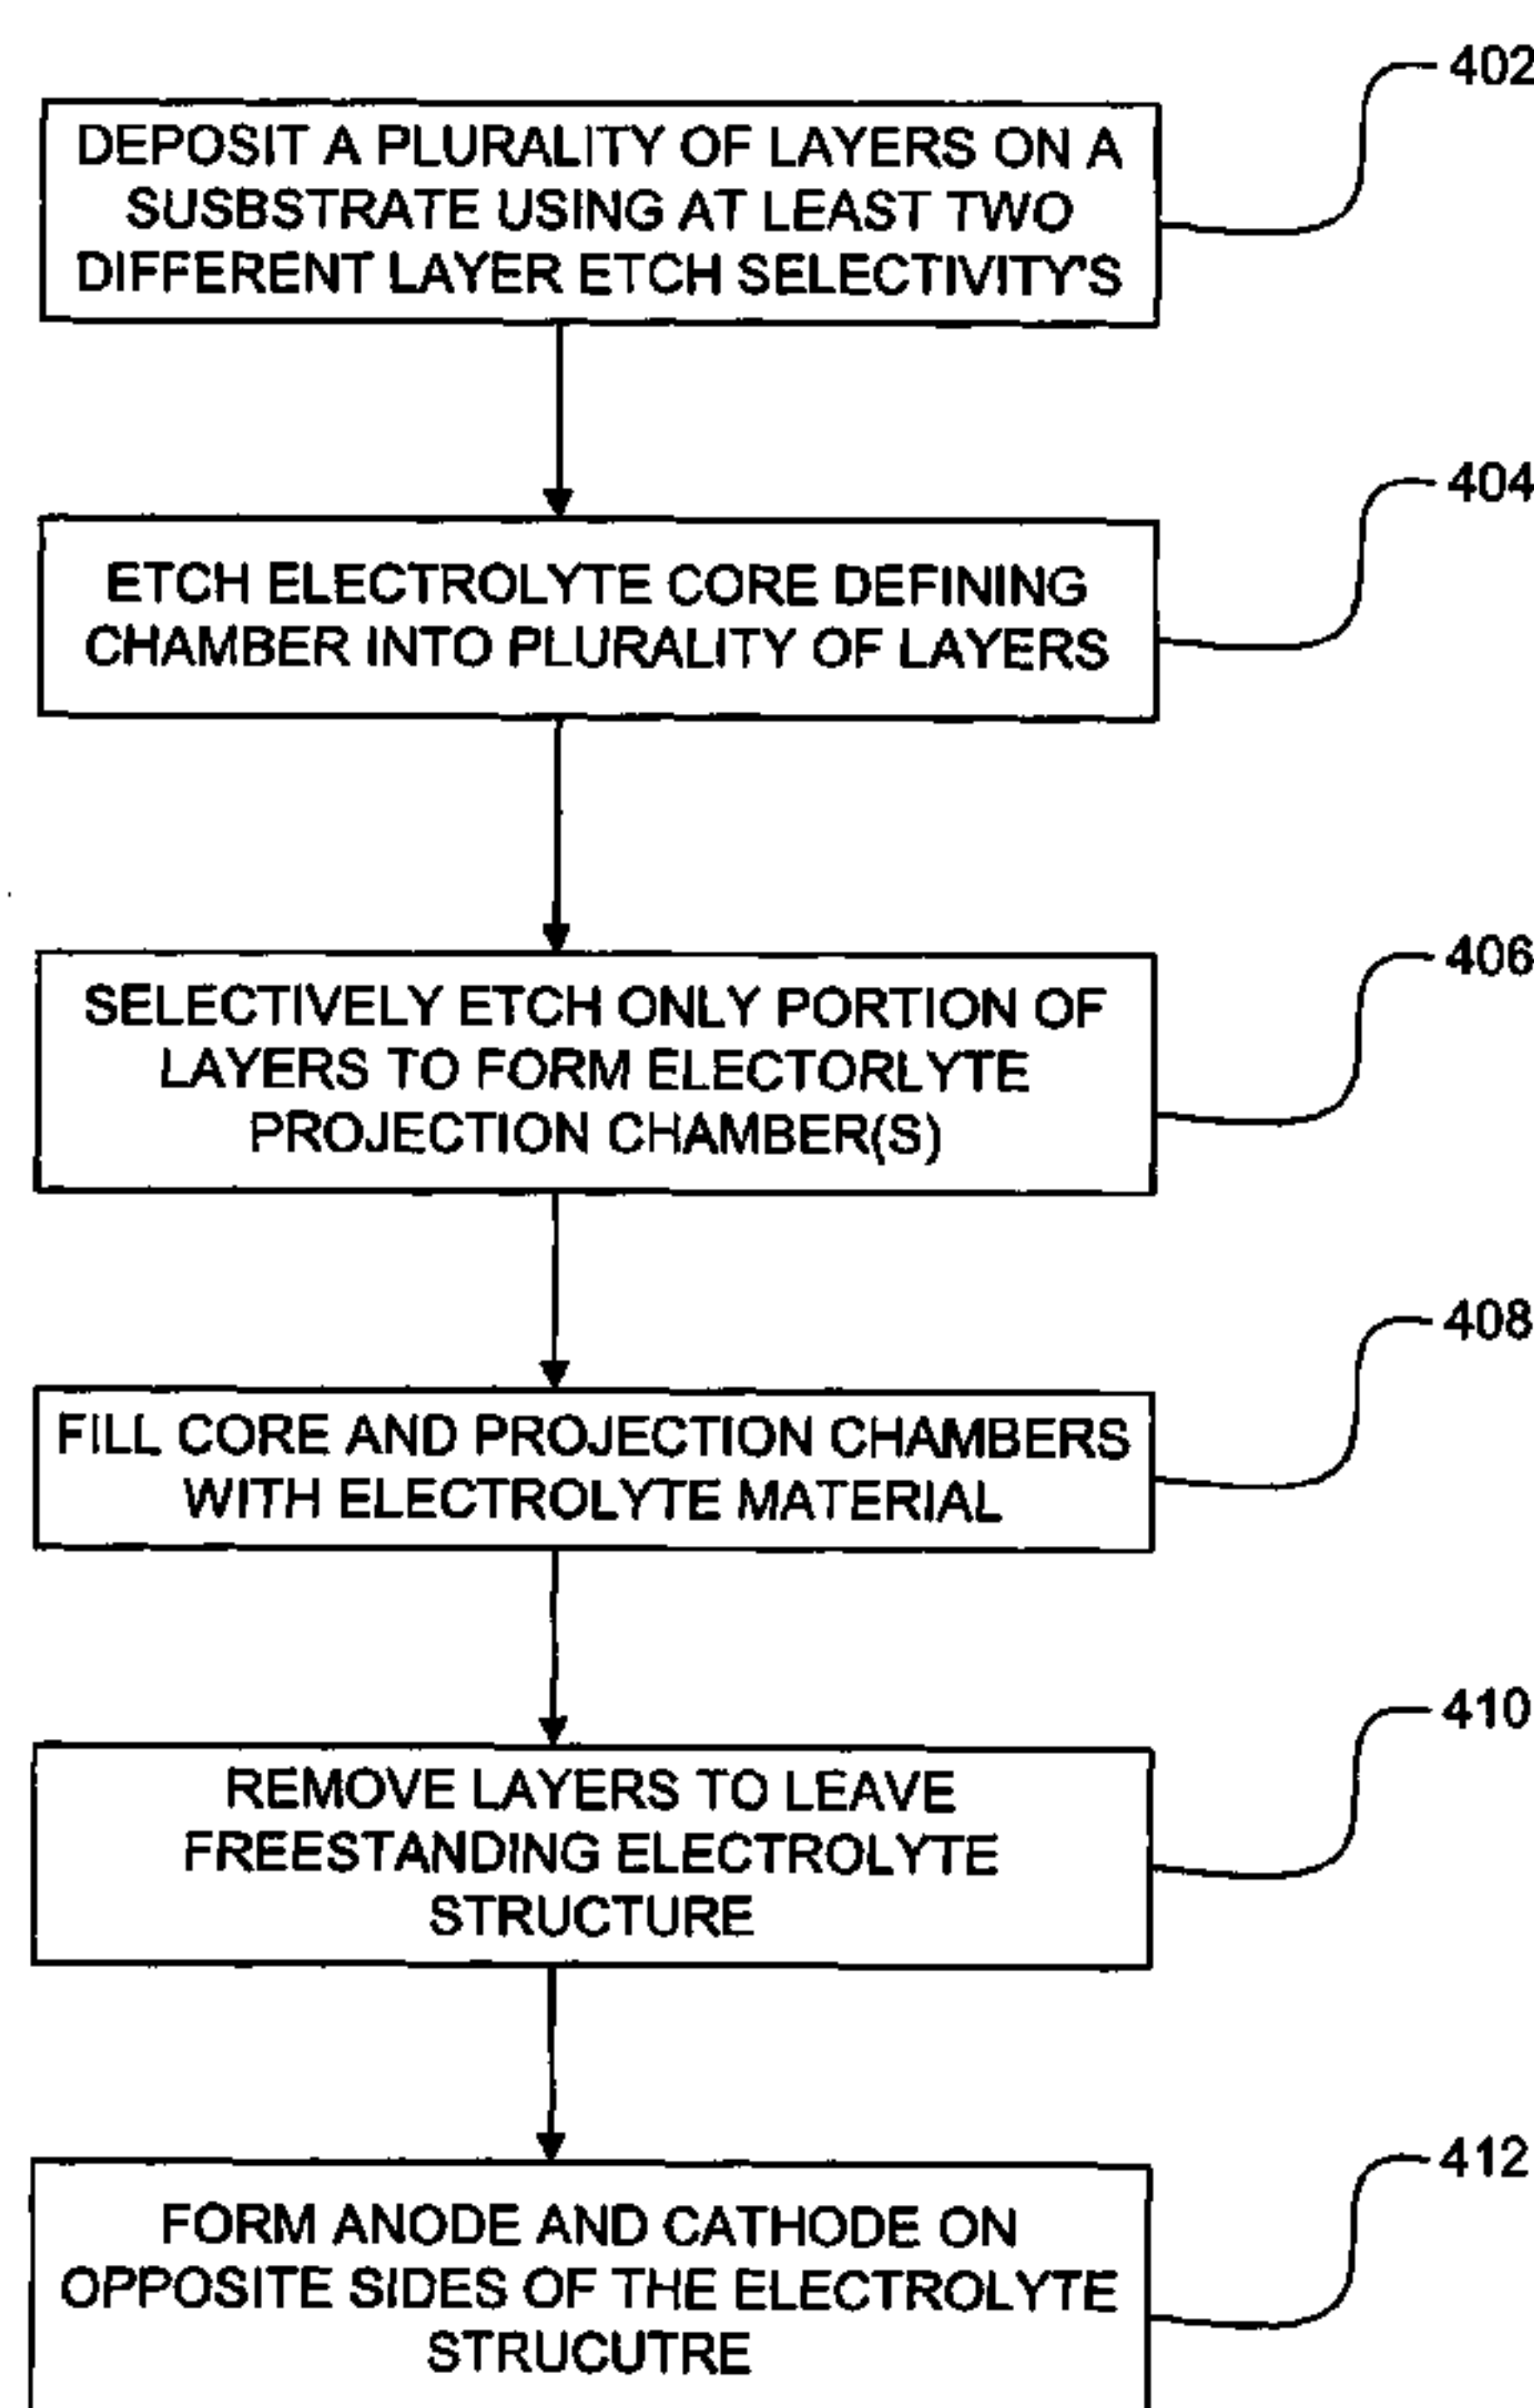 402
DEPOSIT A PLURALITY OF LAYERS ON A
SUSBSTRATE USING AT LEAST TWO
DIFFERENT LAYER ETCH SELECTIVITY'S
404
ETCH ELECTROLYTE CORE DEFINING
CHAMBER INTO PLURALITY OF LAYERS
406
SELECTIVELY ETCH ONLY PORTION OF
LAYERS TO FORM ELECTORLYTE
PROJECTION CHAMBER(S)
408
FILL CORE AND PROJECTION CHAMBERS
WITH ELECTROLYTE MATERIAL
410
REMOVE LAYERS TO LEAVE
FREESTANDING ELECTROLYTE
STRUCTURE
412
FORM ANODE AND CATHODE ON
OPPOSITE SIDES OF THE ELECTROLYTE
STRUCUTRE